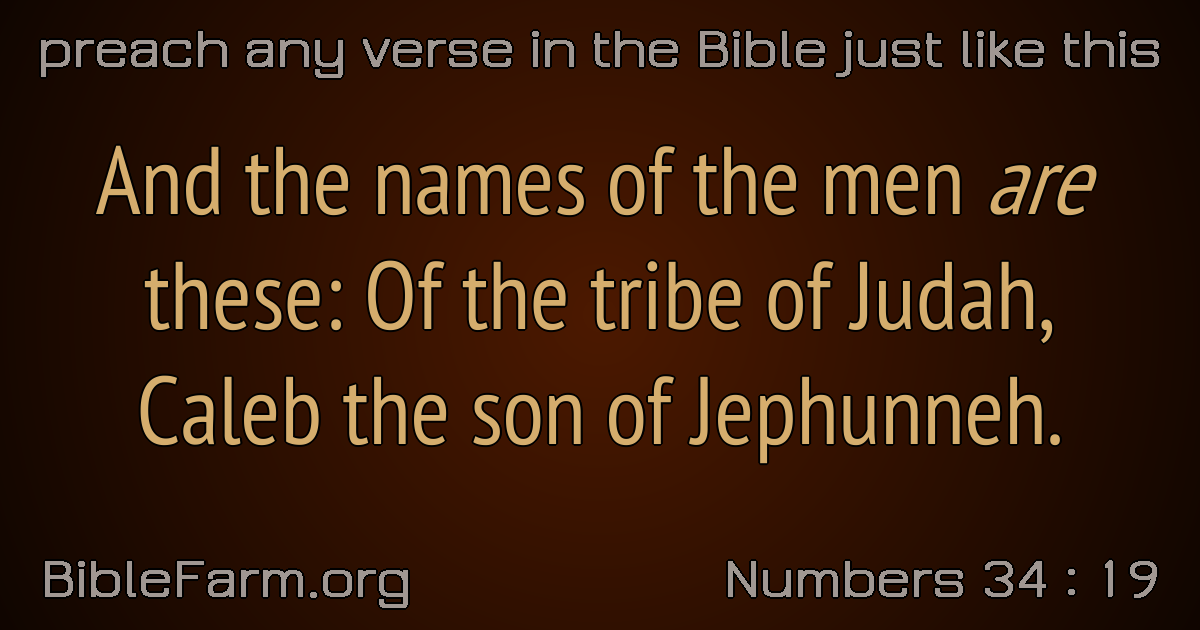 preach any verse in the Bible just like this
And the names of the men are
these: Of the tribe of Judah,
Caleb the son of Jephunneh.
BibleFarm.org
Numbers 34 : 19